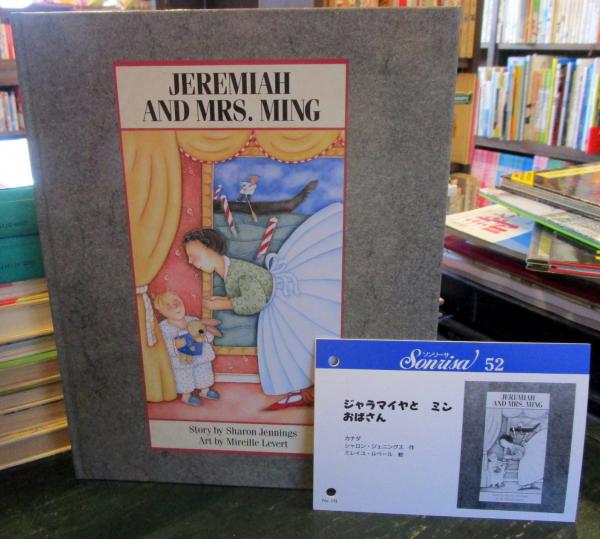 JEREMIAH
AND MRS. MING
Story by Sharon Jennings
Art by Mireille Levert
ソンリーサ
Sonrisa 52
ジャラマイヤと ミン
おばさん
カナダ
シャロン・ジェニングス 作
ミレイユ・ルベール 絵
JEREMIAH
AND MRS. MING